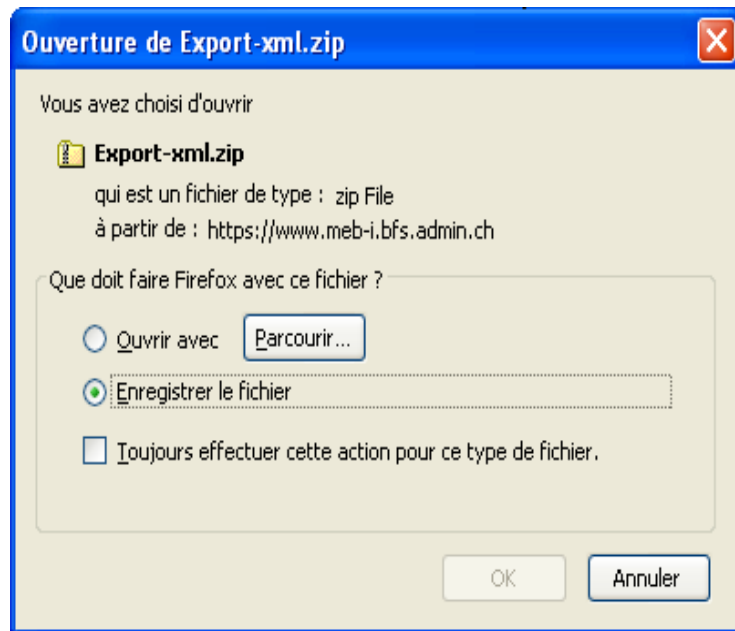 Ouverture de Export-xml.zip
Vous avez choisi d'ouvrir
Export-xml.zip
qui est un fichier de type : zip File
à partir de : https://www.meb-i.bfs.admin.ch
Que doit faire Firefox avec ce fichier ?
Ouvrir avec Parcourir...
Enregistrer le fichier
Toujours effectuer cette action pour ce type de fichier.
OK Annuler